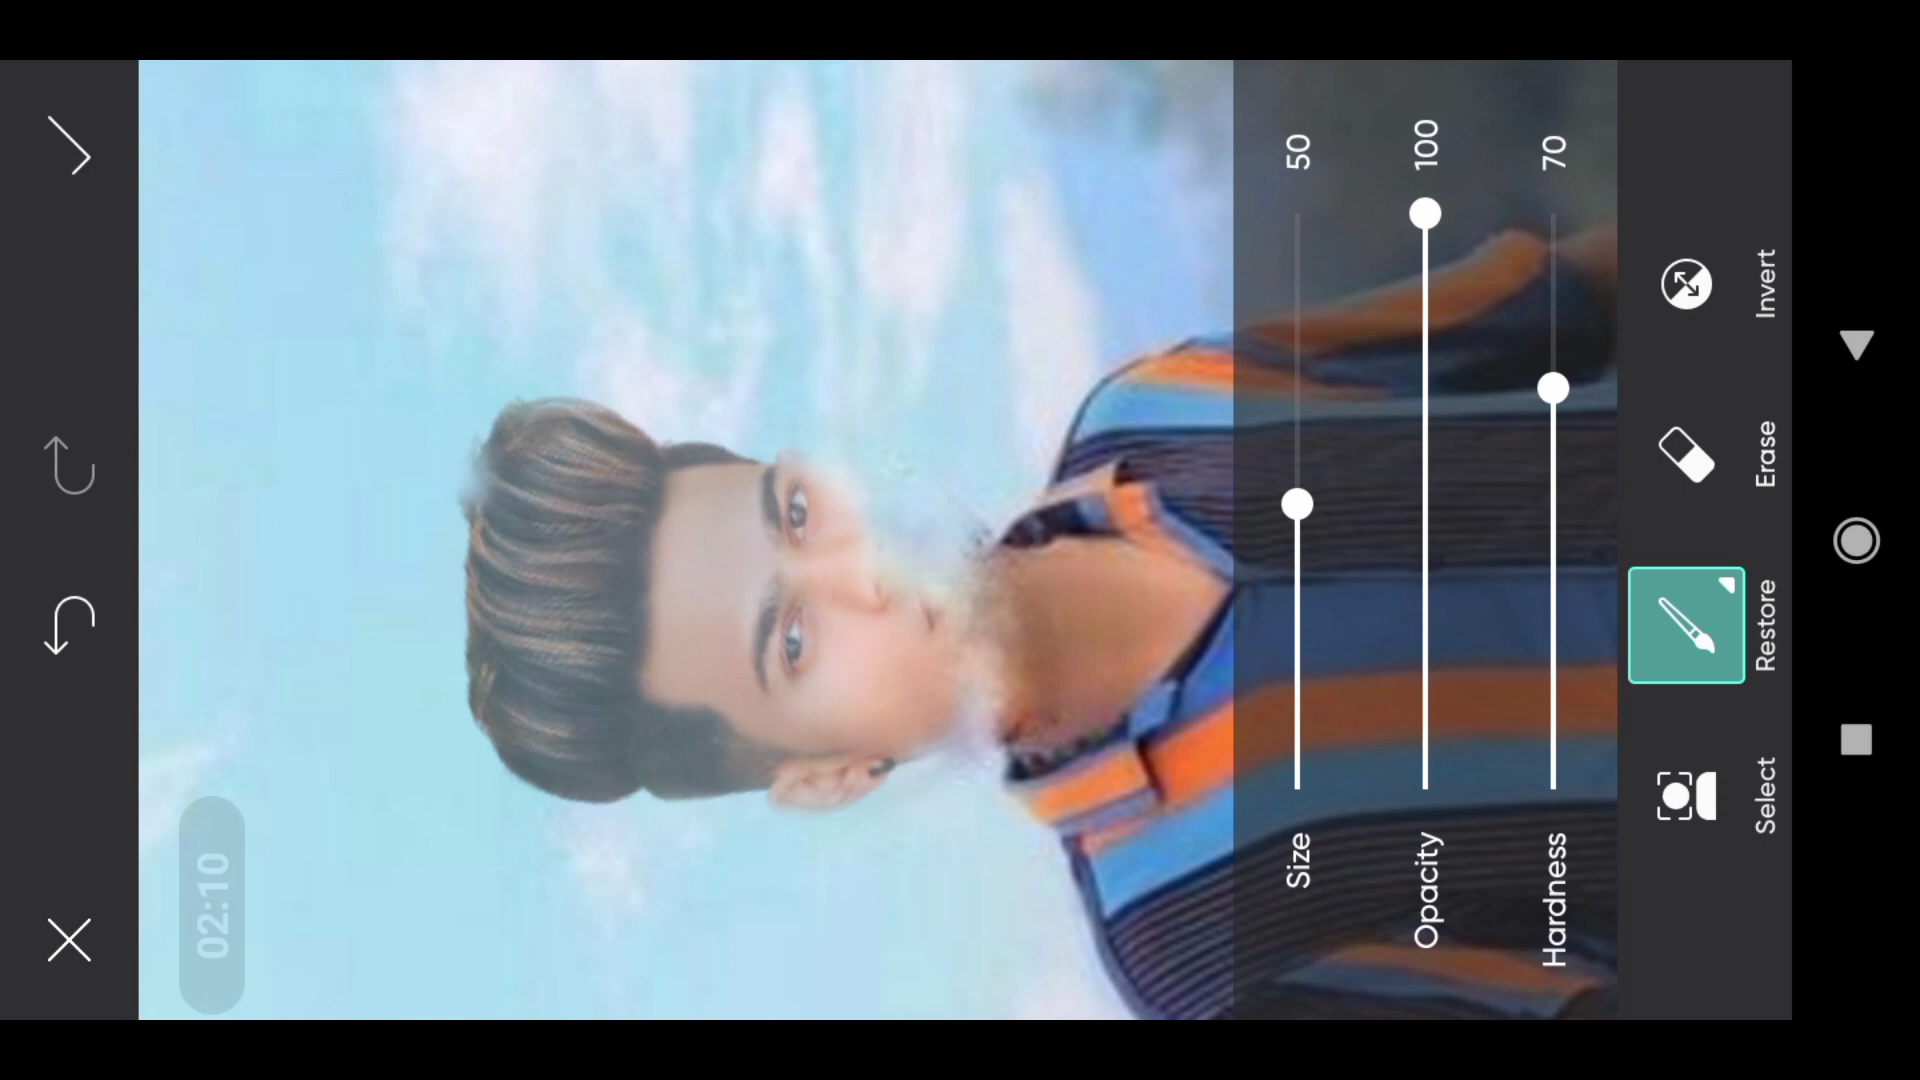 02:10
Size 50
Opacity 100
Hardness 70
Select
Restore
Erase
Invert